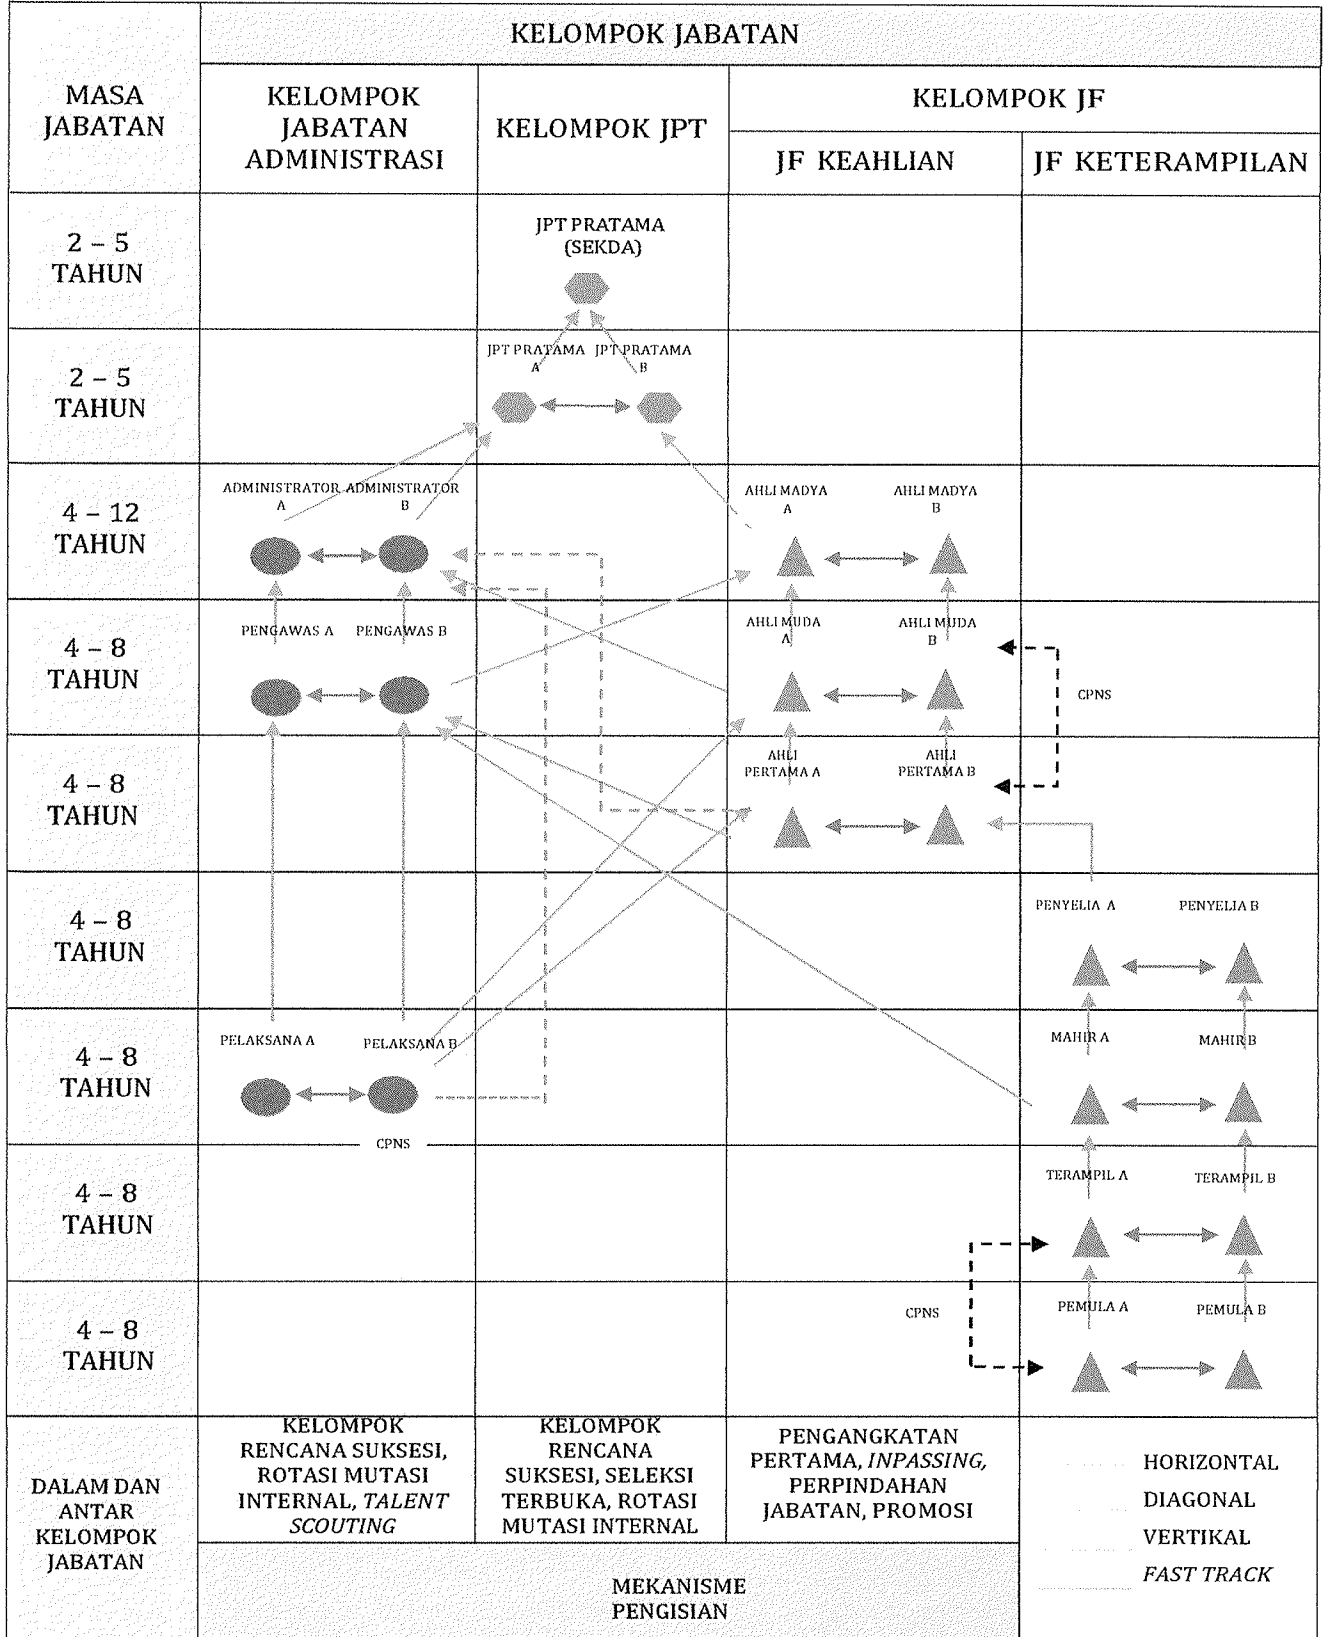 KELOMPOK JABATAN
MASA
JABATAN
KELOMPOK
JABATAN
ADMINISTRASI
KELOMPOK JPT
KELOMPOK JF
JF KEAHLIAN
JF KETERAMPILAN
2 – 5
TAHUN
JPT PRATAMA
(SEKDA)
2 – 5
TAHUN
JPT PRATAMA
A
JPT PRATAMA
B
4 – 12
TAHUN
ADMINISTRATOR
A
ADMINISTRATOR
B
AHLI MADYA
A
AHLI MADYA
B
4 – 8
TAHUN
PENGAWAS A
PENGAWAS B
AHLI MUDA
A
AHLI MUDA
B
CPNS
4 – 8
TAHUN
AHLI
PERTAMA A
AHLI
PERTAMA B
4 – 8
TAHUN
PENYELIA A
PENYELIA B
4 – 8
TAHUN
PELAKSANA A
PELAKSANA B
CPNS
MAHIR A
MAHIR B
4 – 8
TAHUN
TERAMPIL A
TERAMPIL B
4 – 8
TAHUN
CPNS
PEMULA A
PEMULA B
DALAM DAN
ANTAR
KELOMPOK
JABATAN
KELOMPOK
RENCANA SUKSESI,
ROTASI MUTASI
INTERNAL, TALENT
SCOUTING
KELOMPOK
RENCANA
SUKSESI, SELEKSI
TERBUKA, ROTASI
MUTASI INTERNAL
PENGANGKATAN
PERTAMA, INPASSING,
PERPINDAHAN
JABATAN, PROMOSI
HORIZONTAL
DIAGONAL
VERTIKAL
FAST TRACK
MEKANISME
PENGISIAN